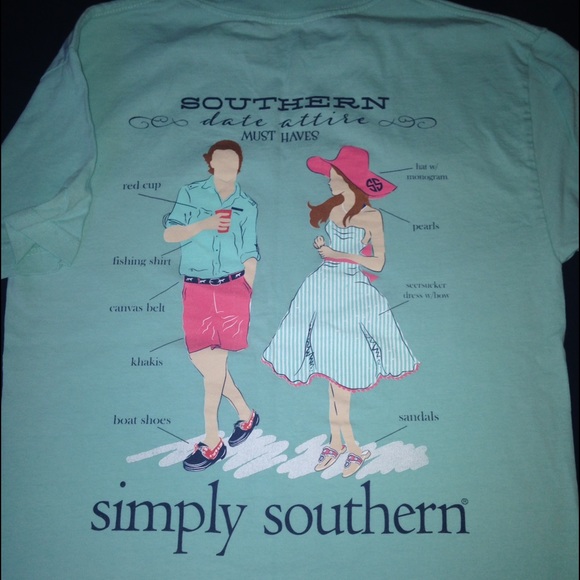 SOUTHERN
date attire
MUST HAVES
red cup
fishing shirt
canvas belt
khakis
boat shoes
hat w/
monogram
SS
pearls
seersucker
dress w/bow
sandals
simply southern®